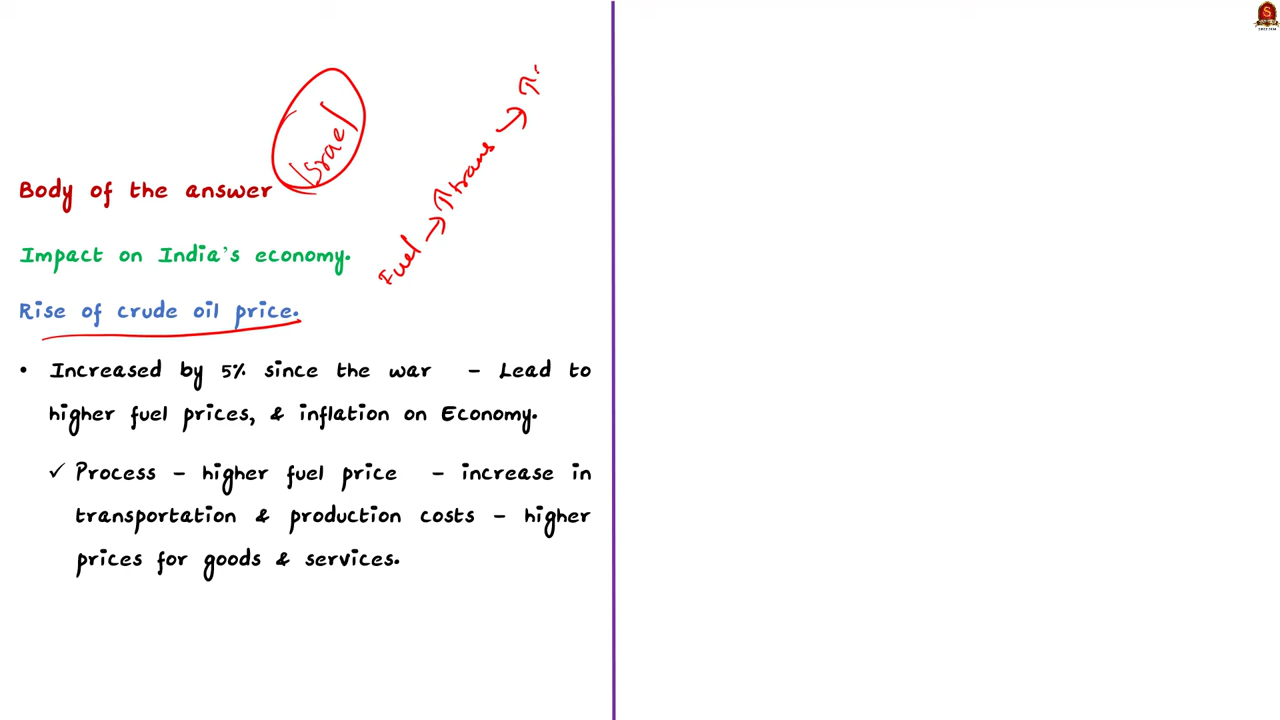 Israel
Fuel → ↑trans → ↑
Body of the answer
Impact on India's economy.
Rise of crude oil price.
• Increased by 5% since the war – Lead to
higher fuel prices, & inflation on Economy.
✓ Process – higher fuel price – increase in
transportation & production costs – higher
prices for goods & services.